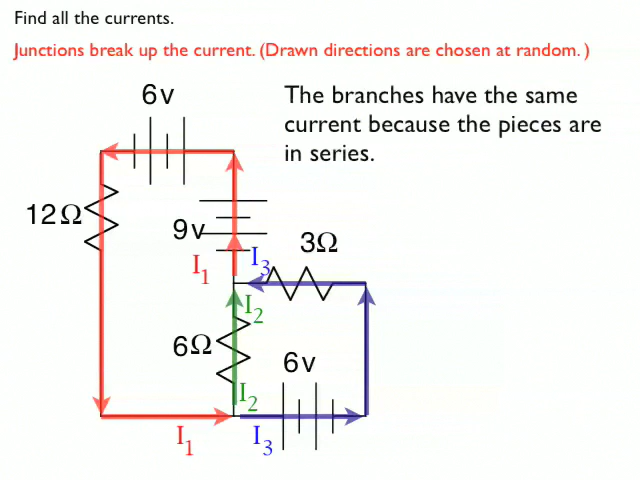 Find all the currents.
Junctions break up the current. (Drawn directions are chosen at random.)
6v
The branches have the same
current because the pieces are
in series.
12Ω
9v
3Ω
I3
I1
I2
6Ω
6v
I2
I1
I3